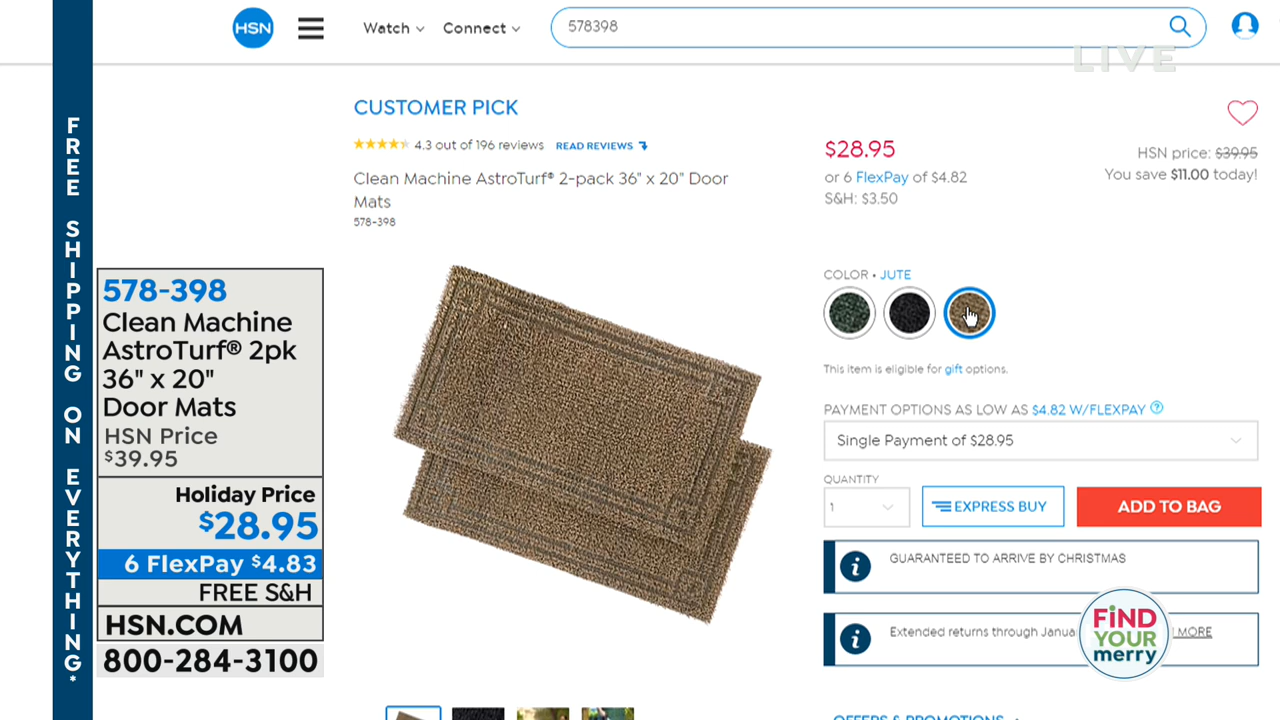 FREE SHIPPING ON EVERYTHING*
HSN
Watch
Connect
578398
LIVE
CUSTOMER PICK
4.3 out of 196 reviews READ REVIEWS
Clean Machine AstroTurf® 2-pack 36" x 20" Door
Mats
578-398
$28.95
or 6 FlexPay of $4.82
S&H: $3.50
HSN price: $39.95
You save $11.00 today!
COLOR • JUTE
This item is eligible for gift options.
PAYMENT OPTIONS AS LOW AS $4.82 W/FLEXPAY ?
Single Payment of $28.95
QUANTITY
1
EXPRESS BUY
ADD TO BAG
i GUARANTEED TO ARRIVE BY CHRISTMAS
i Extended returns through
MORE
FiND
YOUR
merry
OFFERS & PROMOTIONS
578-398
Clean Machine
AstroTurf® 2pk
36" x 20"
Door Mats
HSN Price
$39.95
Holiday Price
$28.95
6 FlexPay $4.83
FREE S&H
HSN.COM
800-284-3100